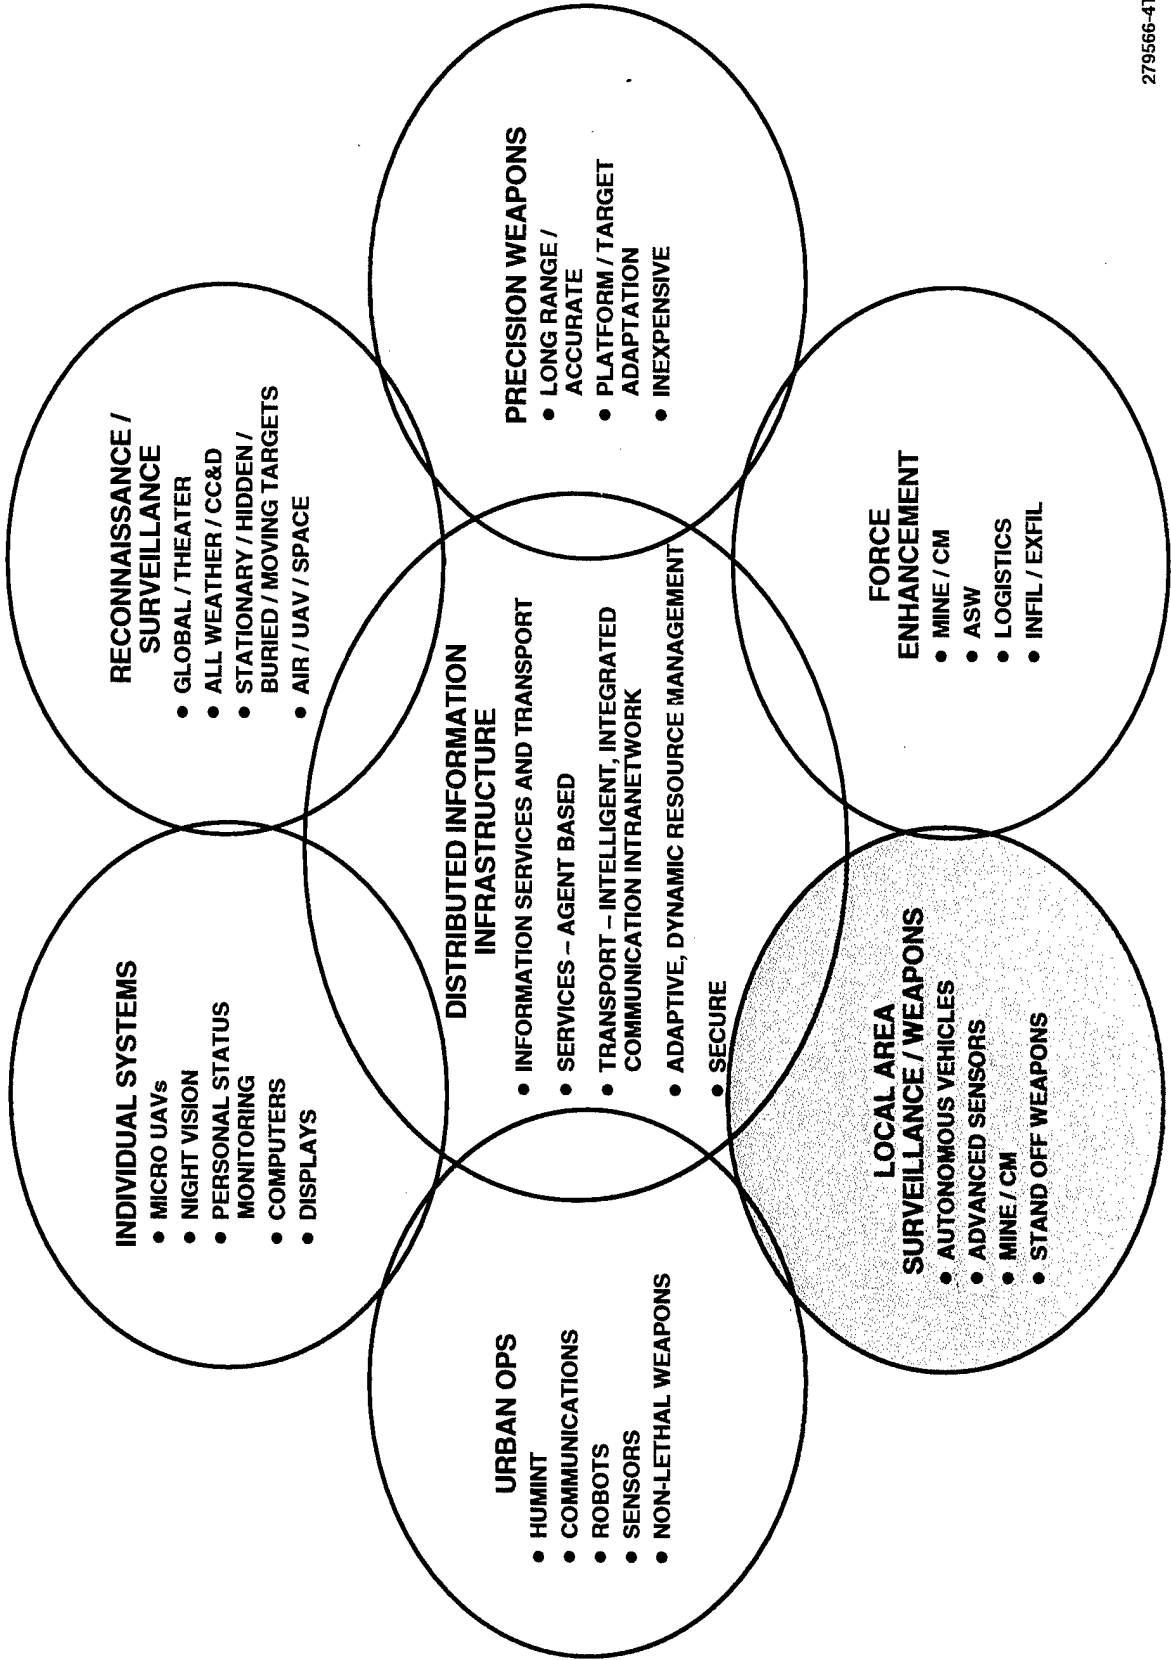 INDIVIDUAL SYSTEMS
● MICRO UAVs
● NIGHT VISION
● PERSONAL STATUS
MONITORING
● COMPUTERS
● DISPLAYS
RECONNAISSANCE /
SURVEILLANCE
● GLOBAL / THEATER
● ALL WEATHER / CC&D
● STATIONARY / HIDDEN /
BURIED / MOVING TARGETS
● AIR / UAV / SPACE
URBAN OPS
● HUMINT
● COMMUNICATIONS
● ROBOTS
● SENSORS
● NON-LETHAL WEAPONS
DISTRIBUTED INFORMATION
INFRASTRUCTURE
● INFORMATION SERVICES AND TRANSPORT
● SERVICES – AGENT BASED
● TRANSPORT – INTELLIGENT, INTEGRATED
COMMUNICATION INTRANETWORK
● ADAPTIVE, DYNAMIC RESOURCE MANAGEMENT
● SECURE
PRECISION WEAPONS
● LONG RANGE /
ACCURATE
● PLATFORM / TARGET
ADAPTATION
● INEXPENSIVE
LOCAL AREA
SURVEILLANCE / WEAPONS
● AUTONOMOUS VEHICLES
● ADVANCED SENSORS
● MINE / CM
● STAND OFF WEAPONS
FORCE
ENHANCEMENT
● MINE / CM
● ASW
● LOGISTICS
● INFIL / EXFIL